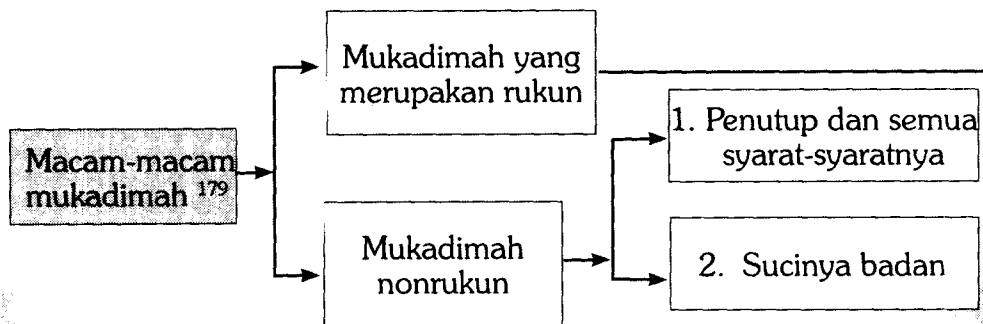 Macam-macam
mukadimah 179
Mukadimah yang
merupakan rukun
Mukadimah
nonrukun
1. Penutup dan semua
syarat-syaratnya
2. Sucinya badan